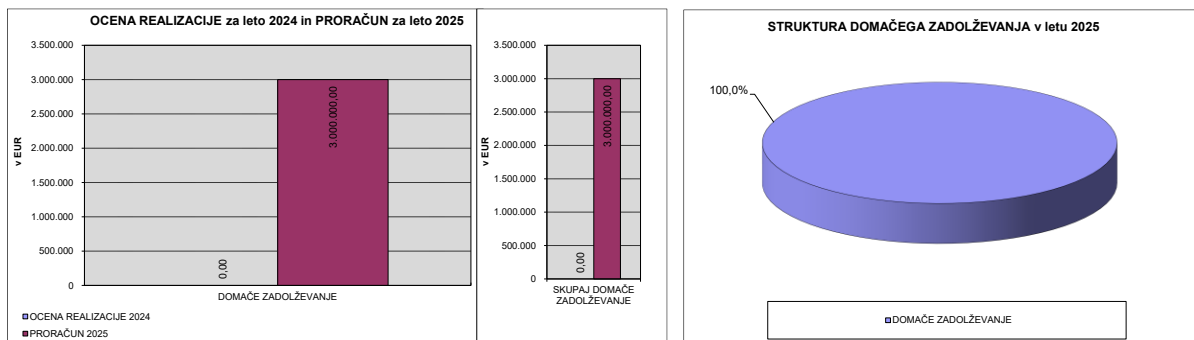 OCENA REALIZACIJE za leto 2024 in PRORAČUN za leto 2025
3.500.000
3.000.000
2.500.000
2.000.000
1.500.000
1.000.000
500.000
0
v EUR
0,00
3.000.000,00
DOMAČE ZADOLŽEVANJE
OCENA REALIZACIJE 2024
PRORAČUN 2025
3.500.000
3.000.000
2.500.000
2.000.000
1.500.000
1.000.000
500.000
0
v EUR
0,00
3.000.000,00
SKUPAJ DOMAČE
ZADOLŽEVANJE
STRUKTURA DOMAČEGA ZADOLŽEVANJA v letu 2025
100,0%
DOMAČE ZADOLŽEVANJE